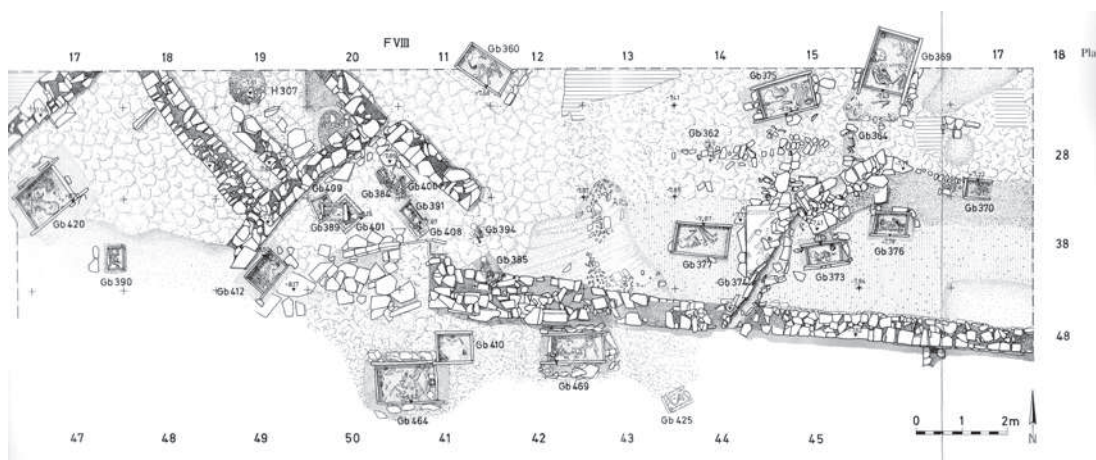 F VIII
17 18 19 20 11 12 13 14 15 17 18 Pla
Gb 360
Gb 369
Gb 375
H 307
Gb 362
Gb 364
28
Gb 409
Gb 384
Gb 391
Gb 370
Gb 420
Gb 389
Gb 401
Gb 408
Gb 394
Gb 376
38
Gb 385
Gb 377
Gb 373
Gb 390
Gb 412
Gb 374
48
Gb 410
Gb 469
Gb 464
Gb 425
0 1 2m
N
47 48 49 50 41 42 43 44 45